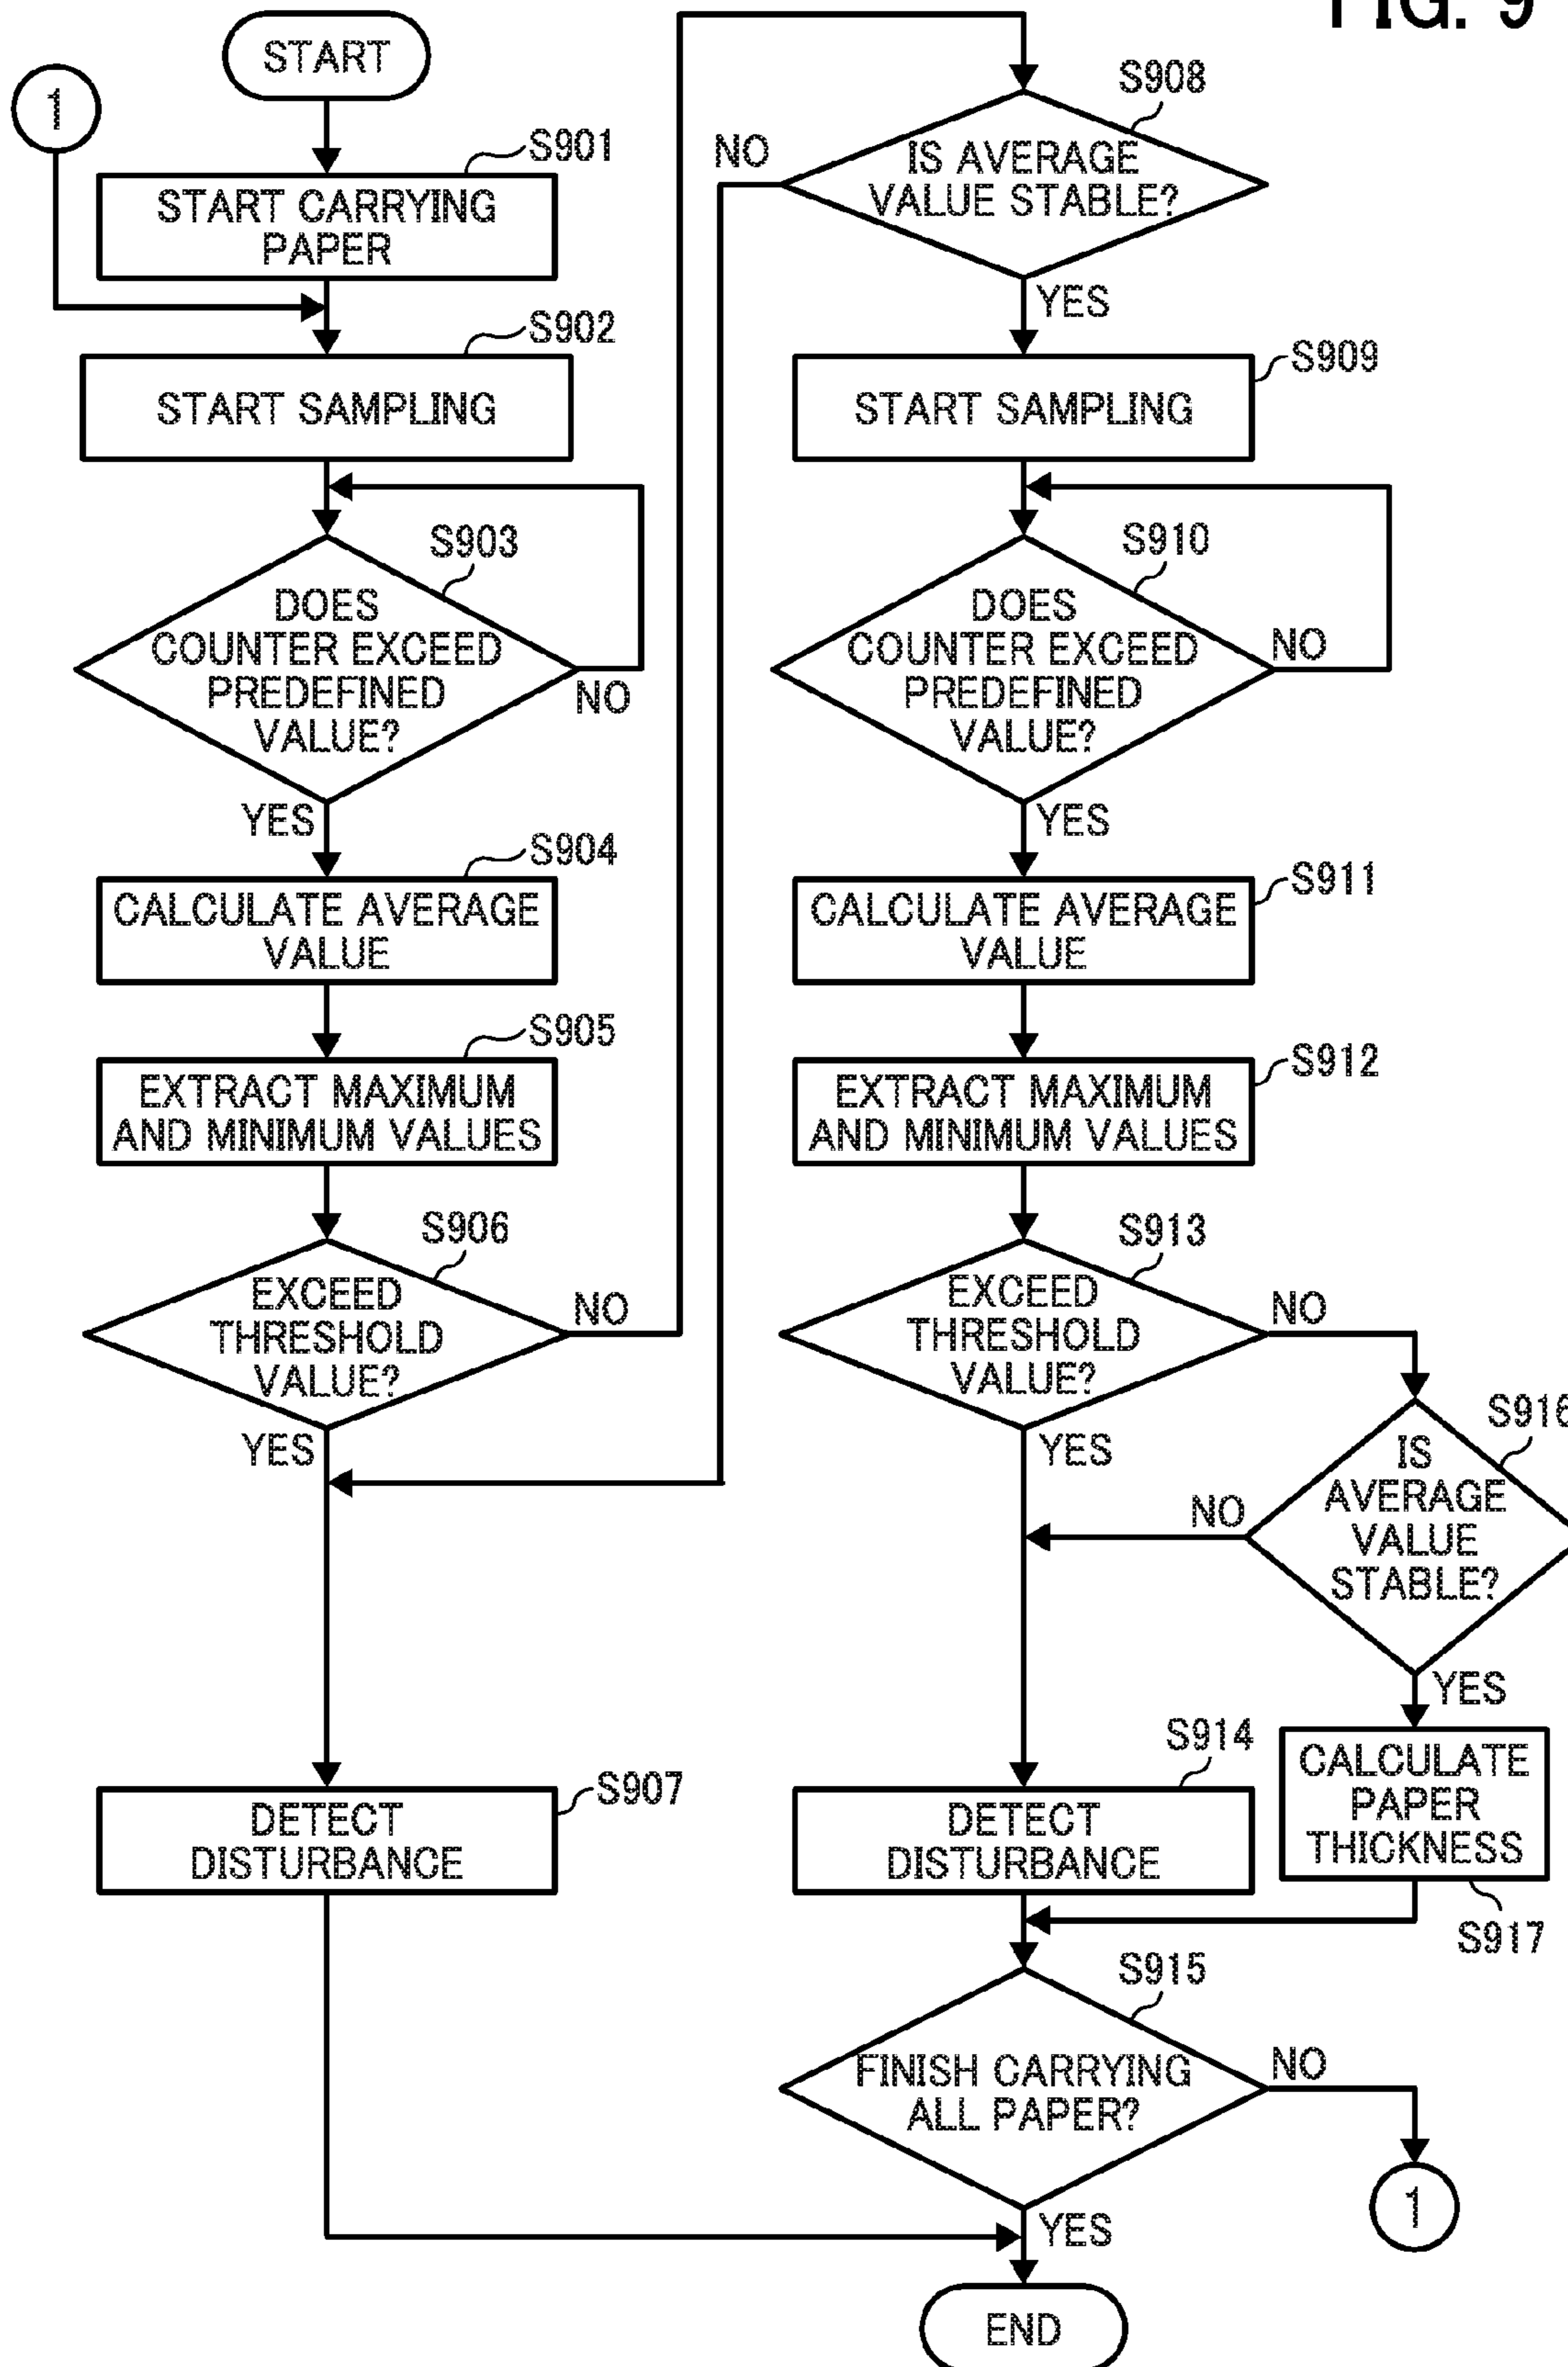 FIG. 9
START
1
S901
START CARRYING
PAPER
S902
START SAMPLING
S903
DOES
COUNTER EXCEED
PREDEFINED
VALUE?
NO
YES
S904
CALCULATE AVERAGE
VALUE
S905
EXTRACT MAXIMUM
AND MINIMUM VALUES
S906
EXCEED
THRESHOLD
VALUE?
NO
YES
S907
DETECT
DISTURBANCE
S908
IS AVERAGE
VALUE STABLE?
NO
YES
S909
START SAMPLING
S910
DOES
COUNTER EXCEED
PREDEFINED
VALUE?
NO
YES
S911
CALCULATE AVERAGE
VALUE
S912
EXTRACT MAXIMUM
AND MINIMUM VALUES
S913
EXCEED
THRESHOLD
VALUE?
NO
YES
S916
IS
AVERAGE
VALUE
STABLE?
NO
YES
S914
DETECT
DISTURBANCE
CALCULATE
PAPER
THICKNESS
S917
S915
FINISH CARRYING
ALL PAPER?
NO
1
YES
END